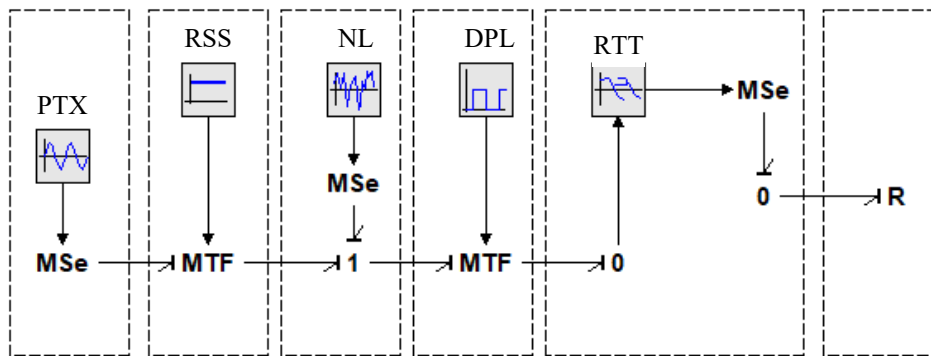 RSS NL DPL RTT
PTX
MSe
MSe
0 R
MSe MTF 1 MTF 0